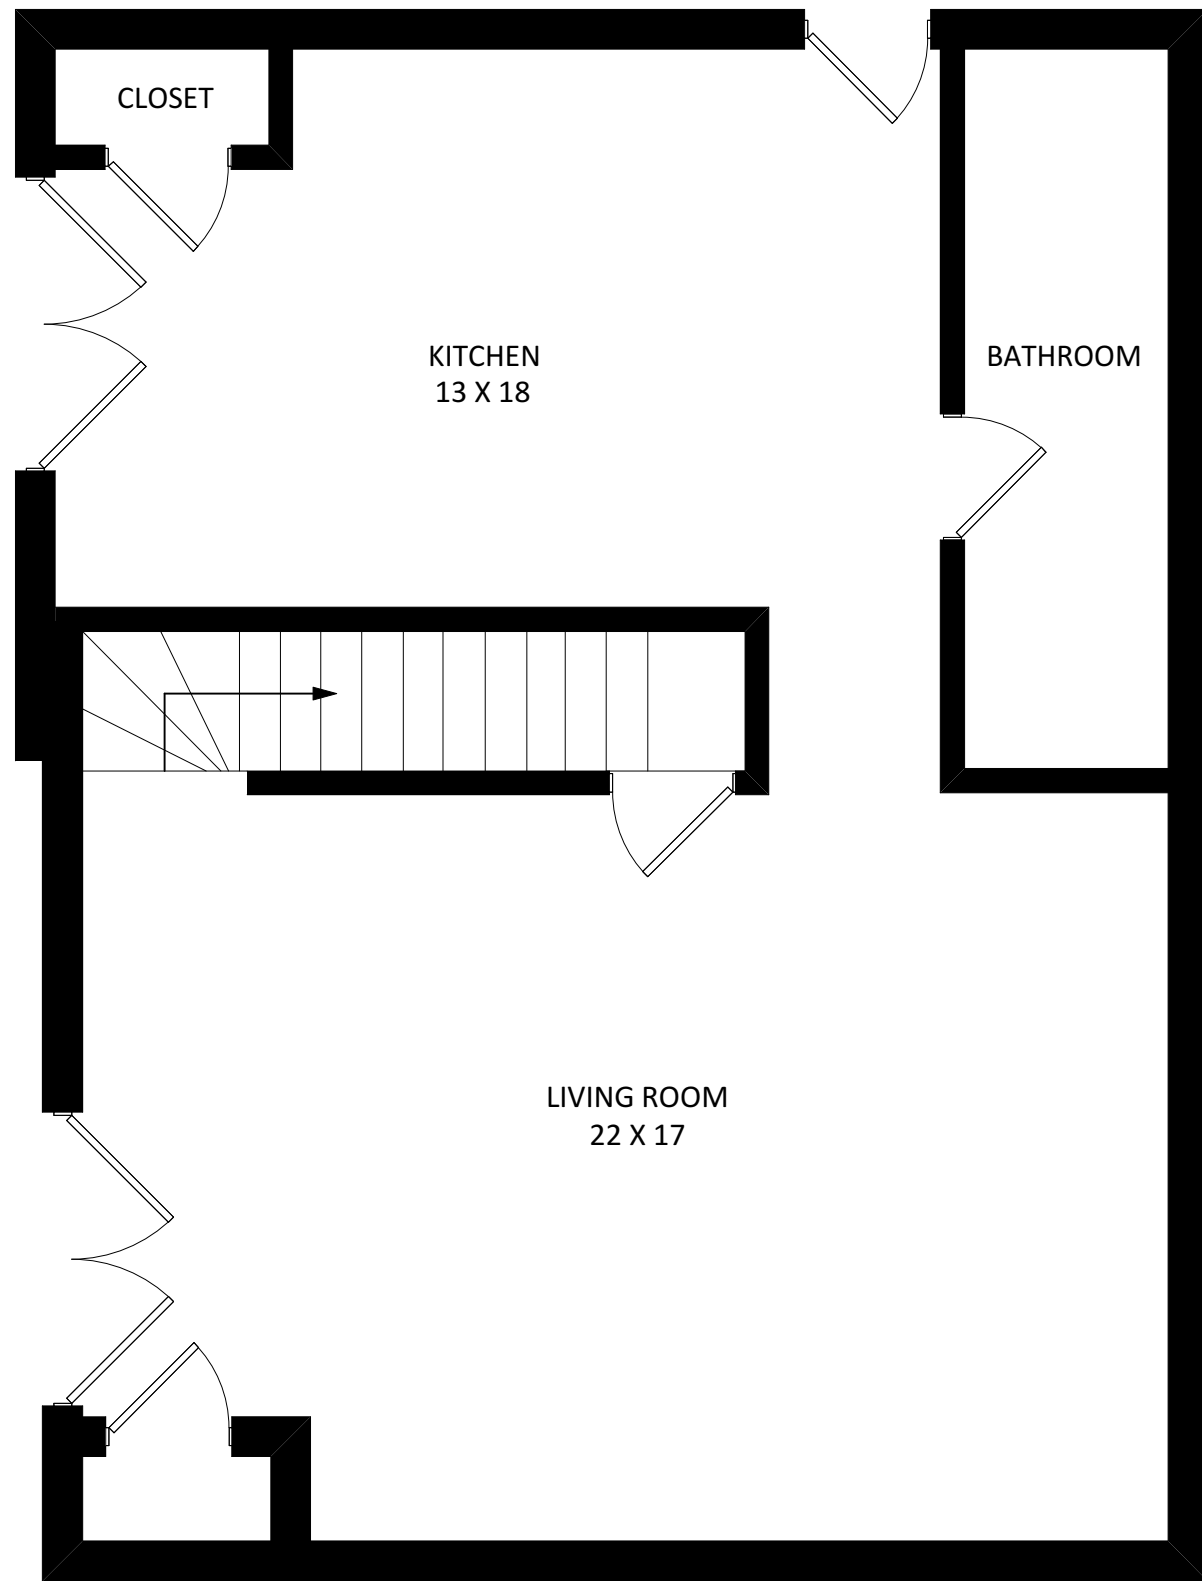 CLOSET
KITCHEN
13 X 18
BATHROOM
LIVING ROOM
22 X 17